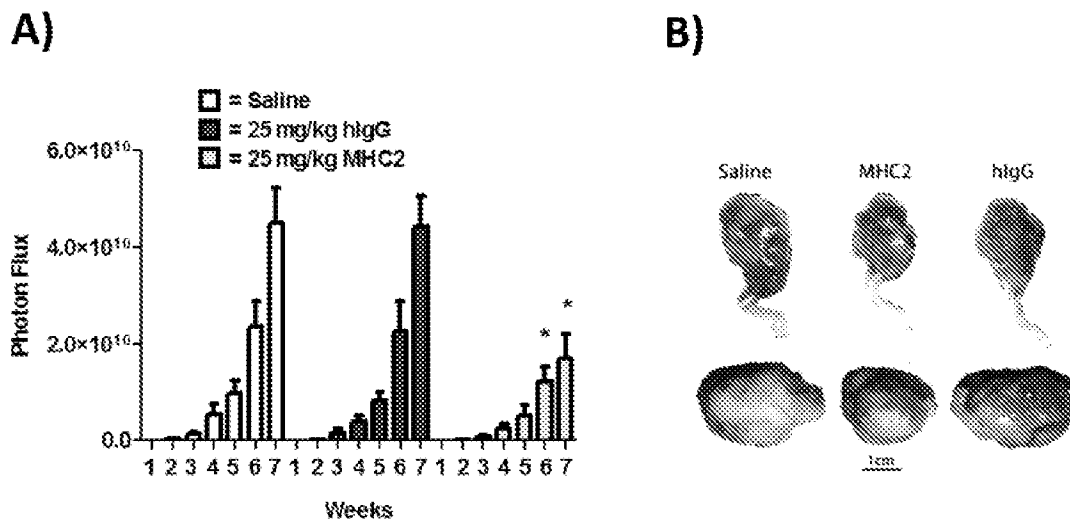 A)
= Saline
= 25 mg/kg hIgG
= 25 mg/kg MHC2
Photon Flux
6.0×10¹⁰
4.0×10¹⁰
2.0×10¹⁰
0.0
*
*
1 2 3 4 5 6 7 1 2 3 4 5 6 7 1 2 3 4 5 6 7
Weeks
B)
Saline MHC2 hIgG
1cm